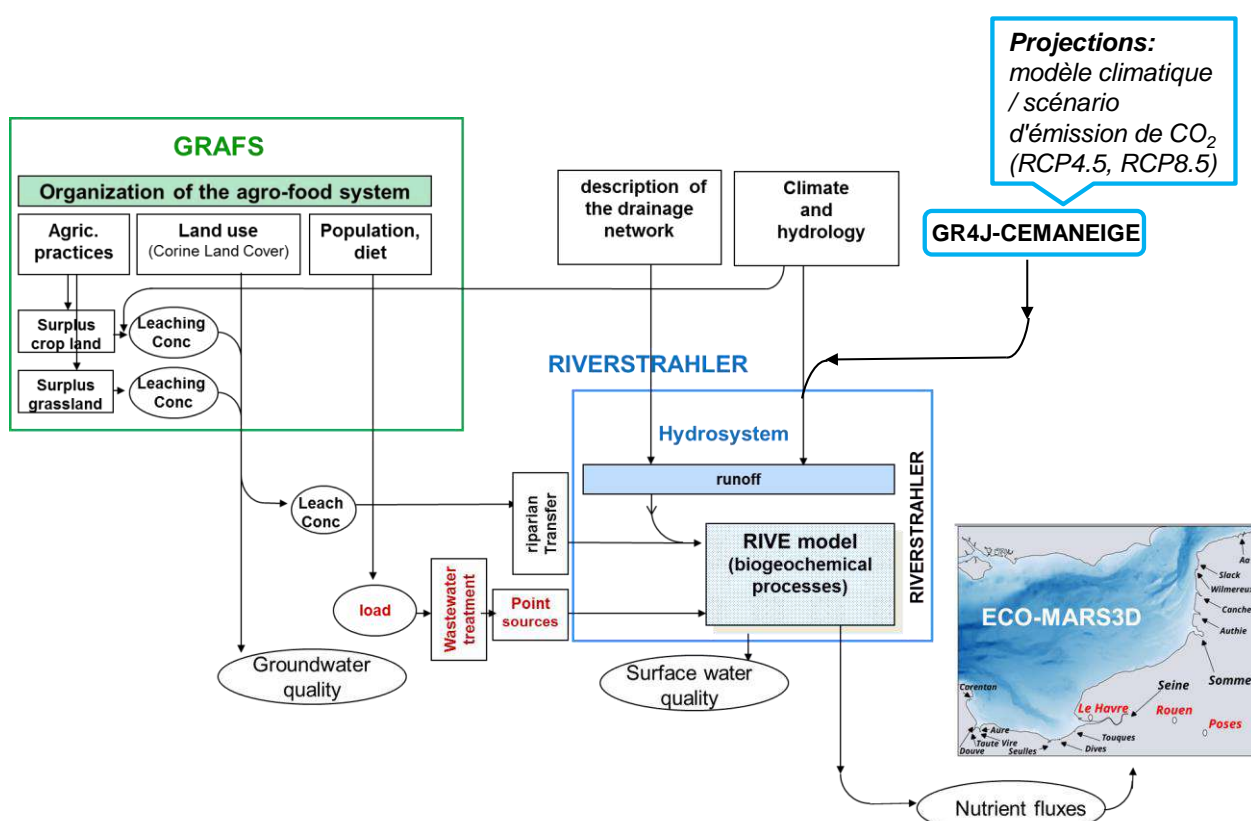 Projections:
modèle climatique
/ scénario
d'émission de CO2
(RCP4.5, RCP8.5)
GR4J-CEMANEIGE
GRAFS
Organization of the agro-food system
Agric.
practices
Land use
(Corine Land Cover)
Population,
diet
description of
the drainage
network
Climate
and
hydrology
Surplus
crop land
Leaching
Conc
Surplus
grassland
Leaching
Conc
RIVERSTRAHLER
Hydrosystem
runoff
Leach
Conc
riparian
Transfer
RIVE model
(biogeochemical
processes)
RIVERSTRAHLER
load
Wastewater
treatment
Point
sources
Groundwater
quality
Surface water
quality
Nutrient fluxes
ECO-MARS3D
Aa
Slack
Wilmereux
Canche
Authie
Somme
Seine
Carentan
Le Havre
Rouen
Poses
Aure
Taute Vire
Douve
Seulles
Dives
Touques